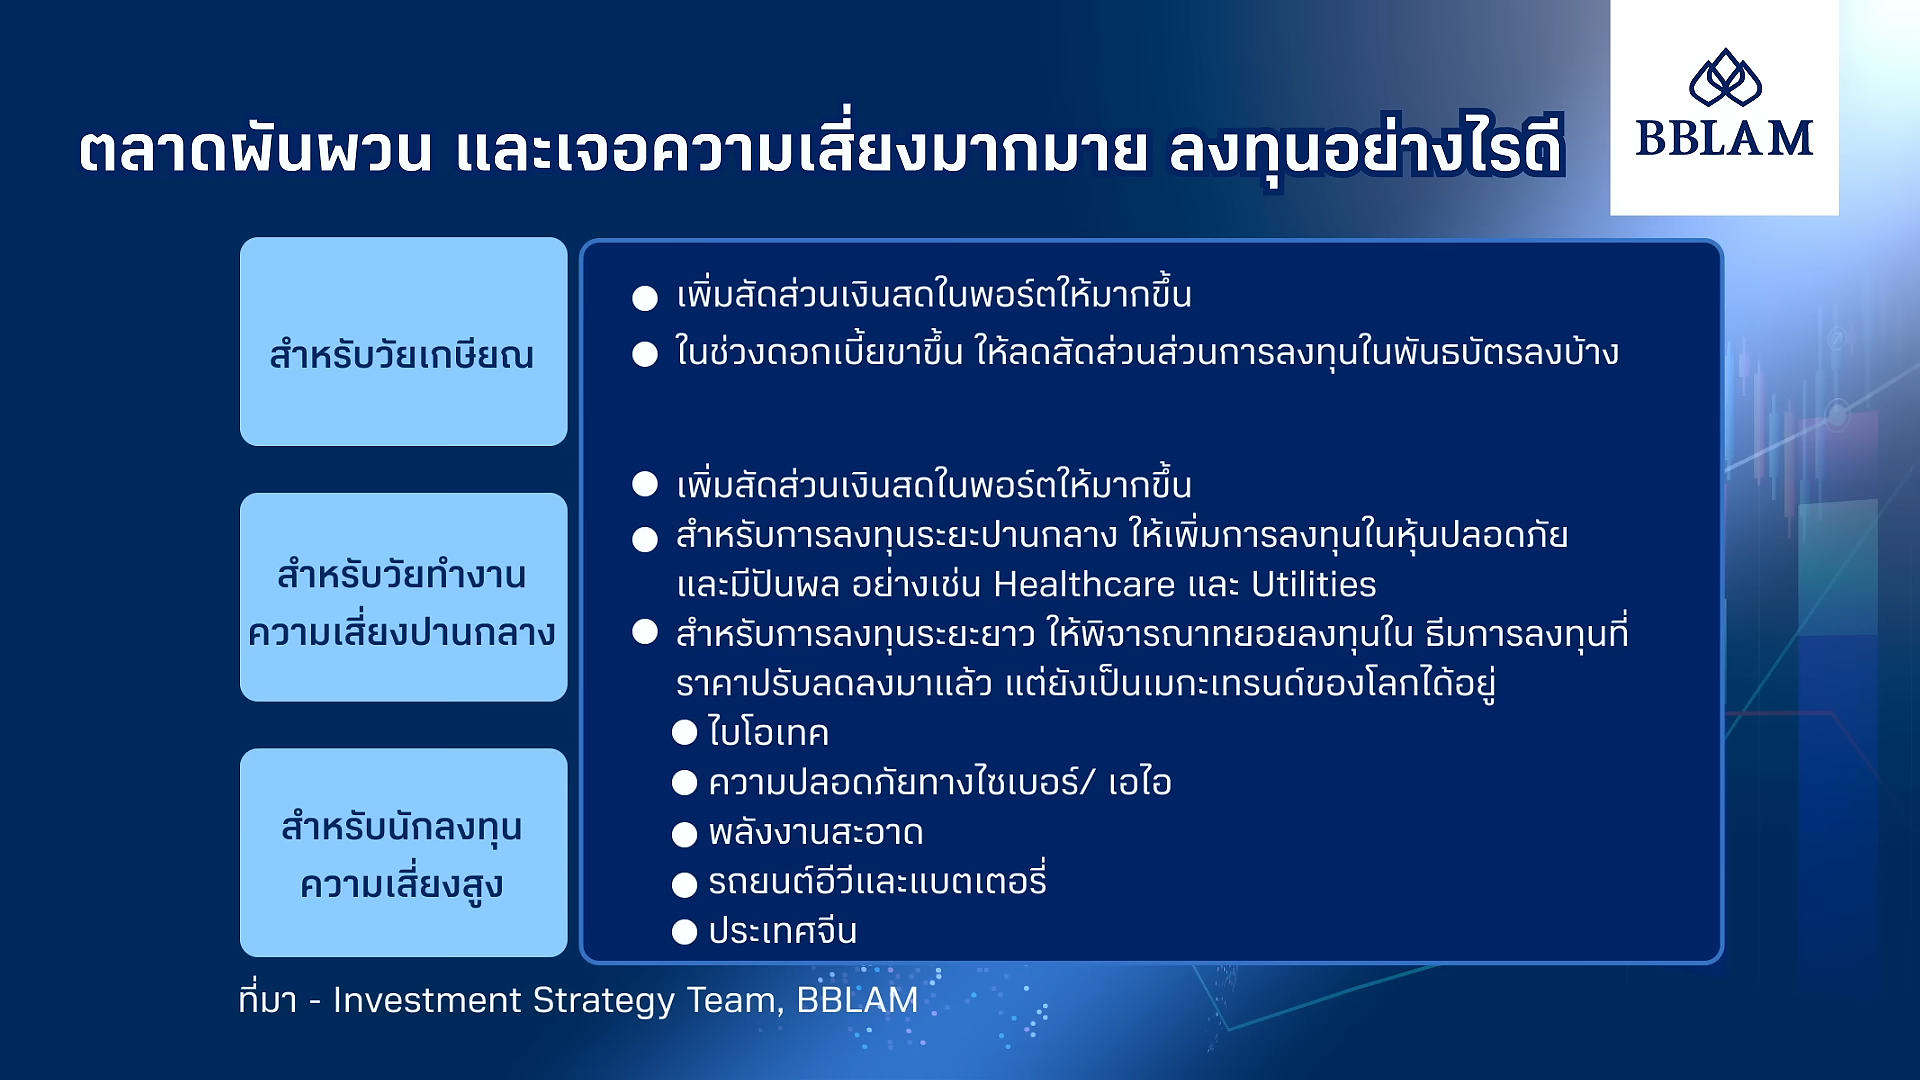 ตลาดผันผวน และเจอความเสี่ยงมากมาย ลงทุนอย่างไรดี
BBLAM
สำหรับวัยเกษียณ
● เพิ่มสัดส่วนเงินสดในพอร์ตให้มากขึ้น
● ในช่วงดอกเบี้ยขาขึ้น ให้ลดสัดส่วนส่วนการลงทุนในพันธบัตรลงบ้าง
สำหรับวัยทำงาน
ความเสี่ยงปานกลาง
สำหรับนักลงทุน
ความเสี่ยงสูง
● เพิ่มสัดส่วนเงินสดในพอร์ตให้มากขึ้น
● สำหรับการลงทุนระยะปานกลาง ให้เพิ่มการลงทุนในหุ้นปลอดภัย
และมีปันผล อย่างเช่น Healthcare และ Utilities
● สำหรับการลงทุนระยะยาว ให้พิจารณาทยอยลงทุนใน ธีมการลงทุนที่
ราคาปรับลดลงมาแล้ว แต่ยังเป็นเมกะเทรนด์ของโลกได้อยู่
● ไบโอเทค
● ความปลอดภัยทางไซเบอร์/ เอไอ
● พลังงานสะอาด
● รถยนต์อีวีและแบตเตอรี่
● ประเทศจีน
ที่มา - Investment Strategy Team, BBLAM